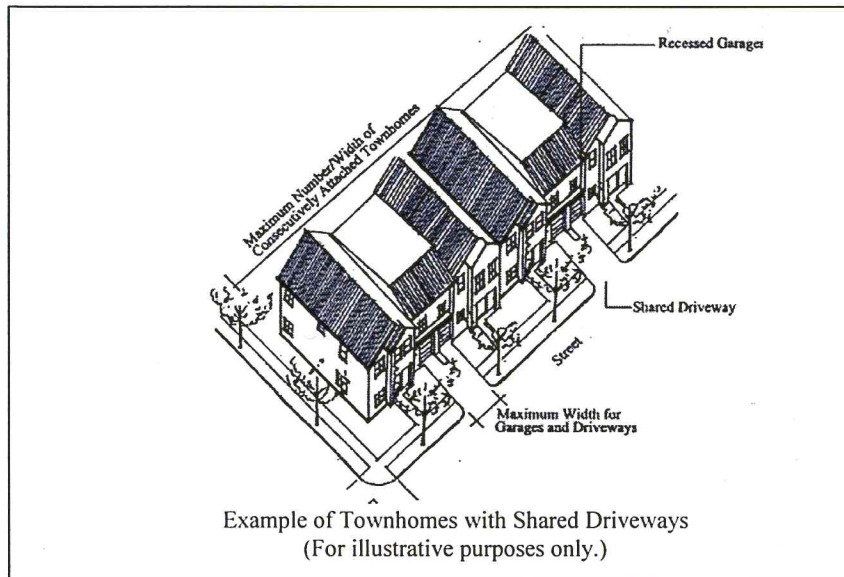 Recessed Garages
Maximum Number/Width of
Consecutively Attached Townhomes
Shared Driveway
Street
Maximum Width for
Garages and Driveways
Example of Townhomes with Shared Driveways
(For illustrative purposes only.)